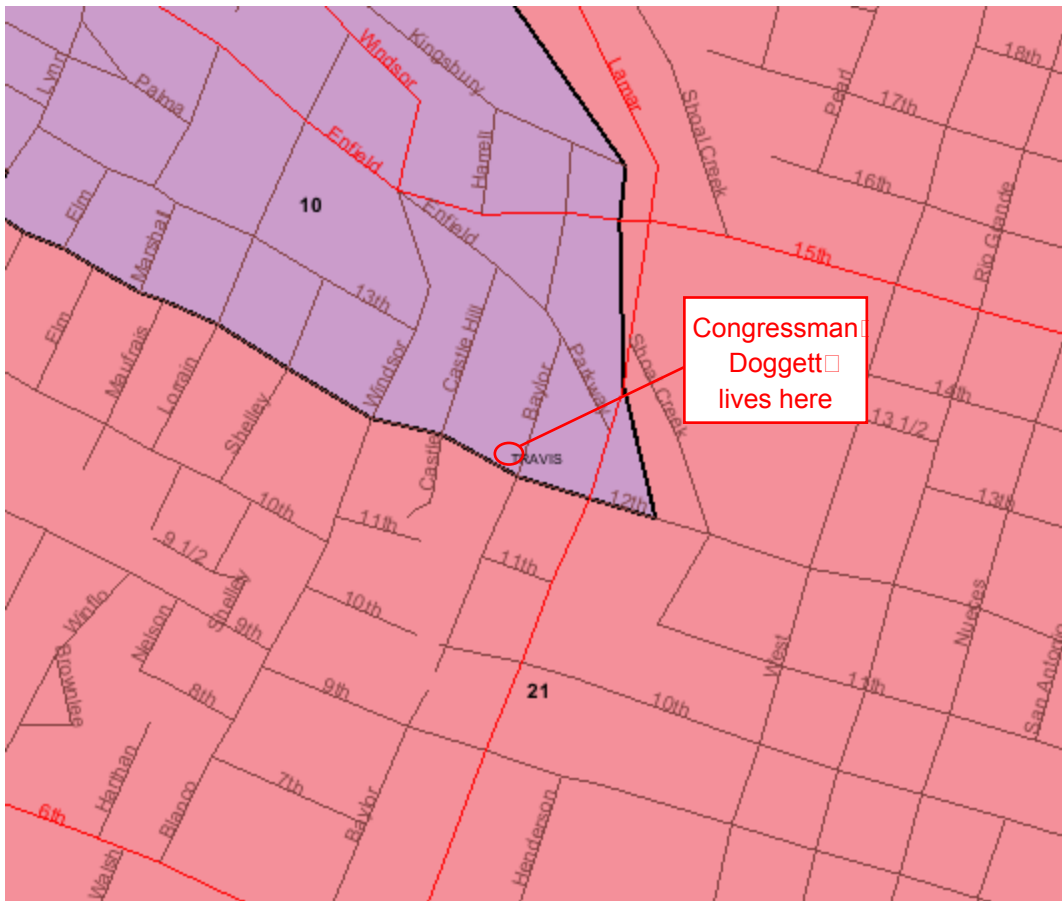 18th
Kingsbury
Windsor
Lynn
Lamar
Pearl
Palma
Shoal Creek
17th
Enfield
Harrell
16th
Elm
10
Enfield
Rio Grande
Marshall
15th
13th
Castle Hill
Congressman
Doggett
lives here
Elm
Maufrais
Lorrain
Windsor
Baylor
Parkway
Shoal Creek
14th
Shelley
13 1/2
Castle
TRAVIS
12th
13th
10th
11th
9 1/2
11th
Shelley
10th
Winflo
Nelson
9th
West
Nueces
San Antonio
Brownlee
8th
9th
21
10th
11th
Harthan
7th
6th
Blanco
Baylor
Henderson
Walsh